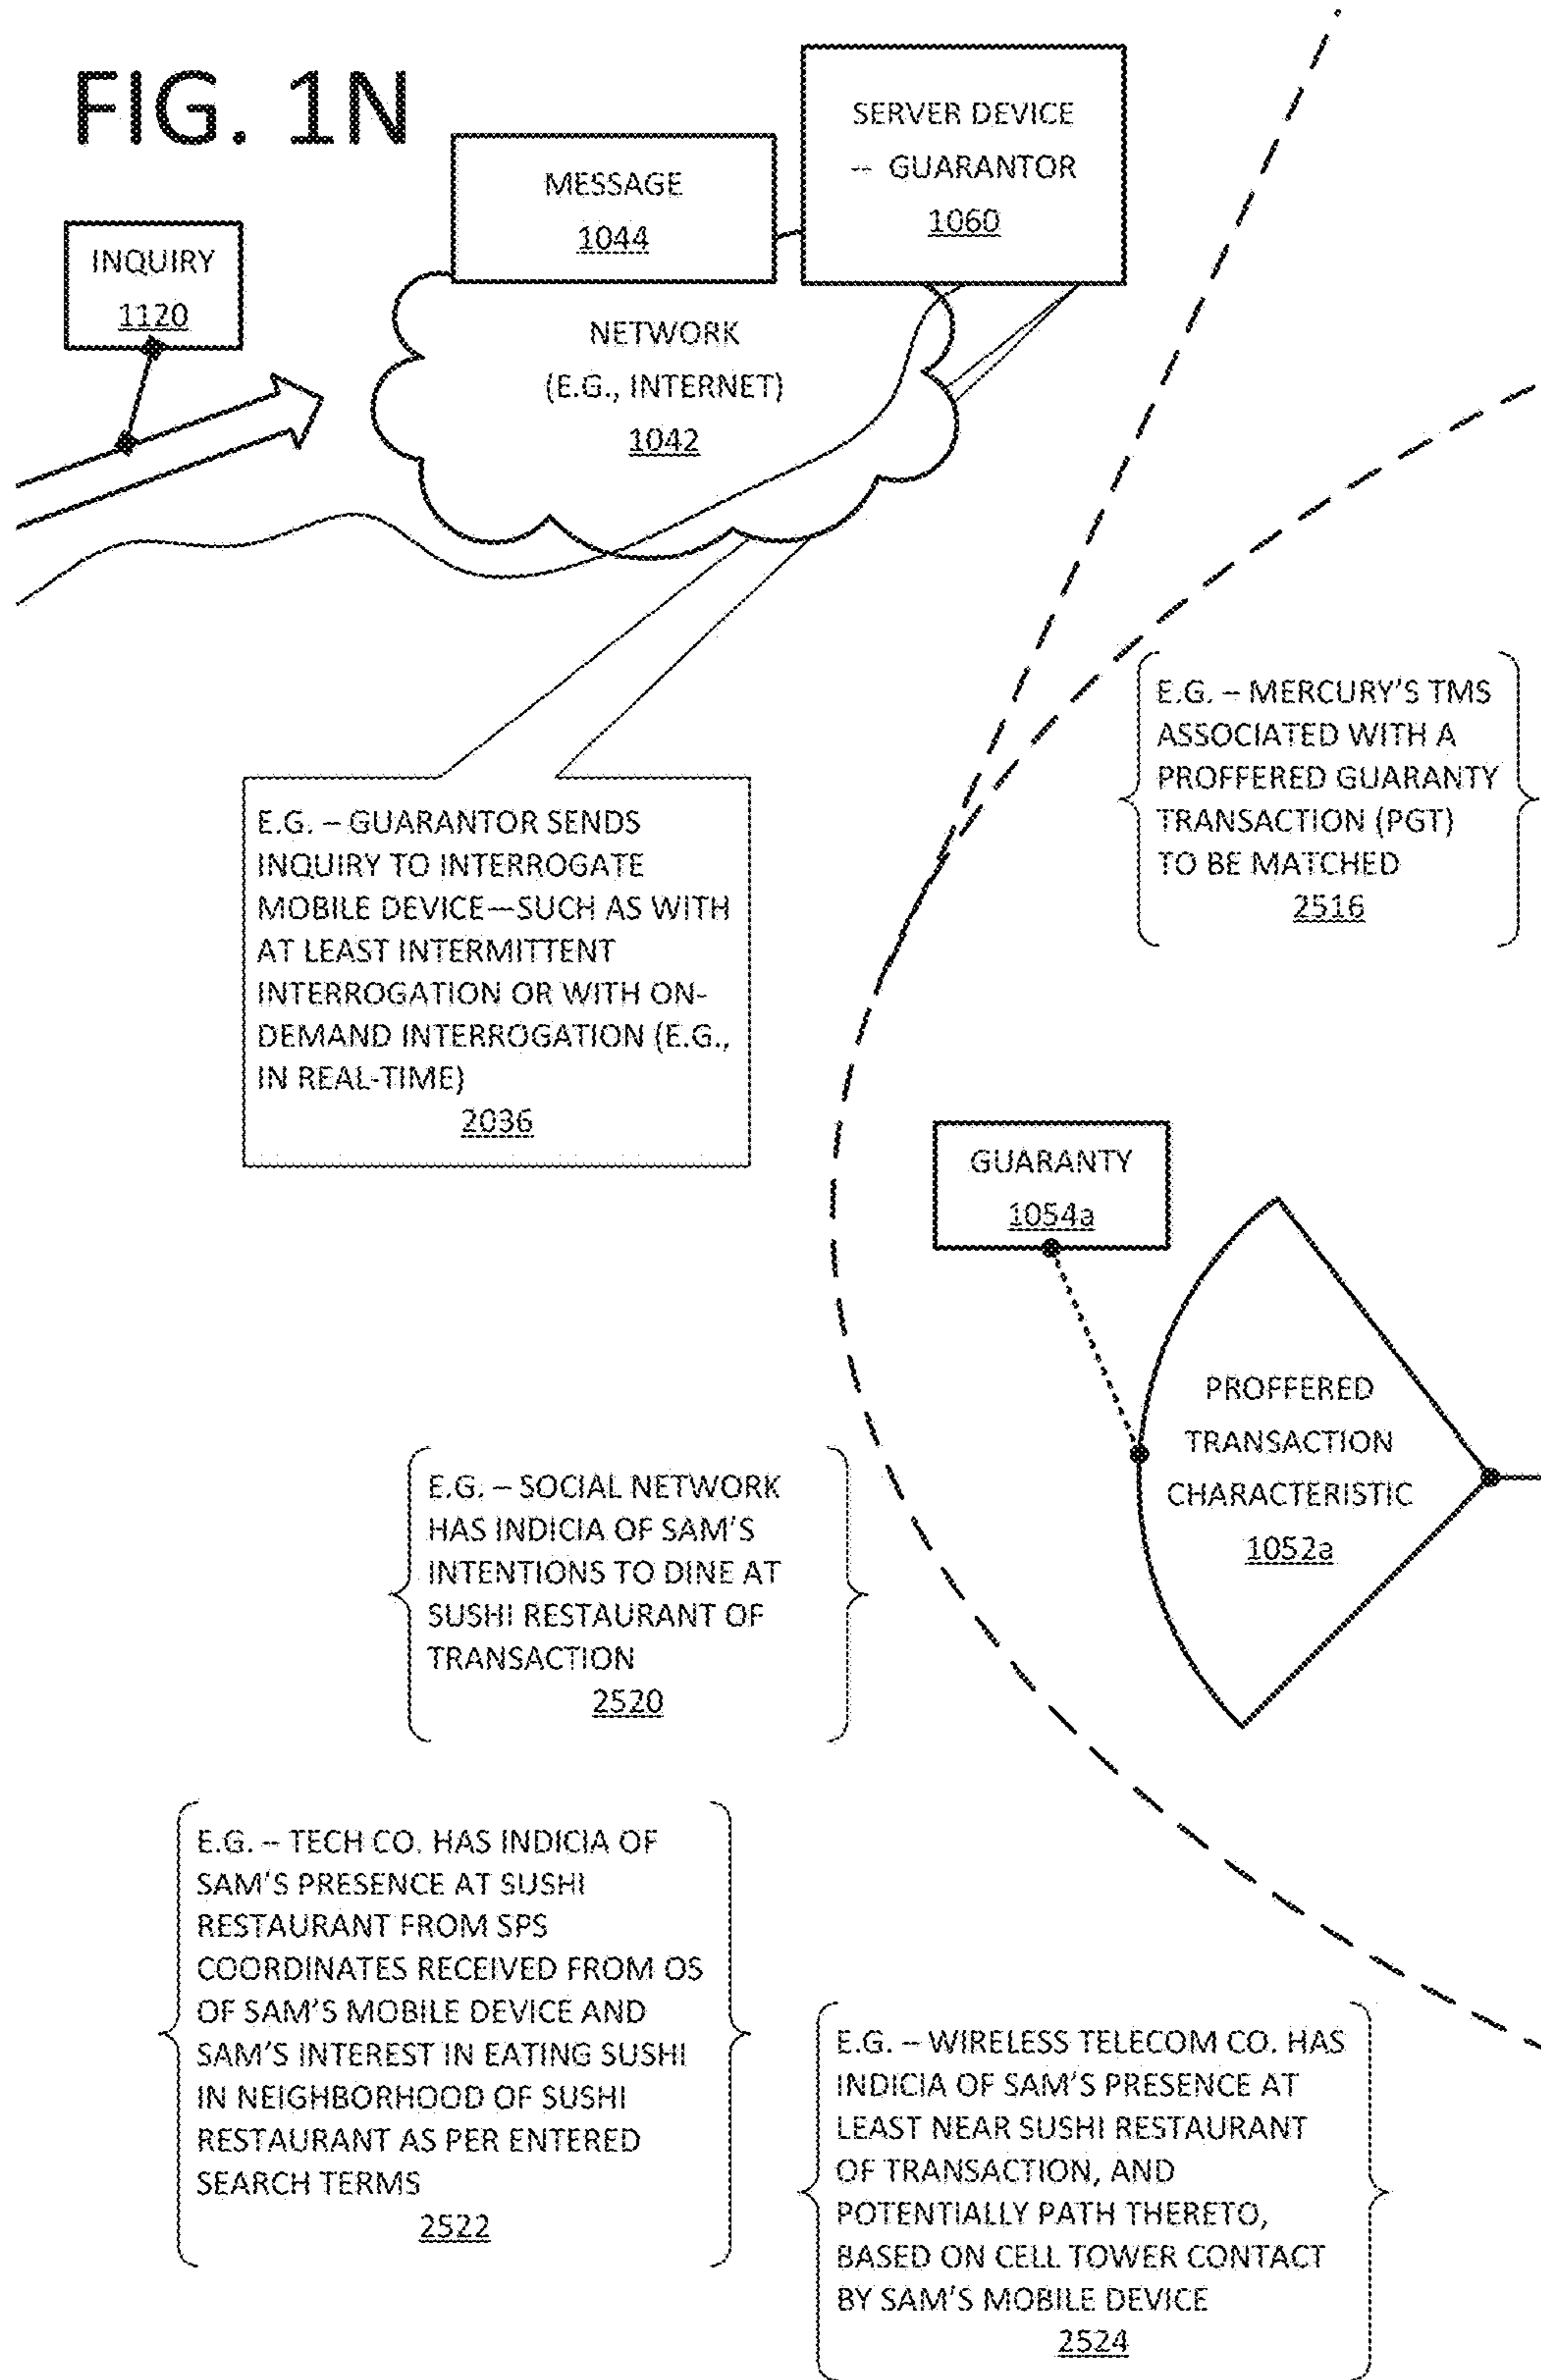 FIG. 1N
SERVER DEVICE
-- GUARANTOR
1060
MESSAGE
1044
INQUIRY
1120
NETWORK
(E.G., INTERNET)
1042
E.G. – MERCURY'S TMS
ASSOCIATED WITH A
PROFFERED GUARANTY
TRANSACTION (PGT)
TO BE MATCHED
2516
E.G. – GUARANTOR SENDS
INQUIRY TO INTERROGATE
MOBILE DEVICE—SUCH AS WITH
AT LEAST INTERMITTENT
INTERROGATION OR WITH ON-
DEMAND INTERROGATION (E.G.,
IN REAL-TIME)
2036
GUARANTY
1054a
PROFFERED
TRANSACTION
CHARACTERISTIC
1052a
E.G. – SOCIAL NETWORK
HAS INDICIA OF SAM'S
INTENTIONS TO DINE AT
SUSHI RESTAURANT OF
TRANSACTION
2520
E.G. -- TECH CO. HAS INDICIA OF
SAM'S PRESENCE AT SUSHI
RESTAURANT FROM SPS
COORDINATES RECEIVED FROM OS
OF SAM'S MOBILE DEVICE AND
SAM'S INTEREST IN EATING SUSHI
IN NEIGHBORHOOD OF SUSHI
RESTAURANT AS PER ENTERED
SEARCH TERMS
2522
E.G. – WIRELESS TELECOM CO. HAS
INDICIA OF SAM'S PRESENCE AT
LEAST NEAR SUSHI RESTAURANT
OF TRANSACTION, AND
POTENTIALLY PATH THERETO,
BASED ON CELL TOWER CONTACT
BY SAM'S MOBILE DEVICE
2524